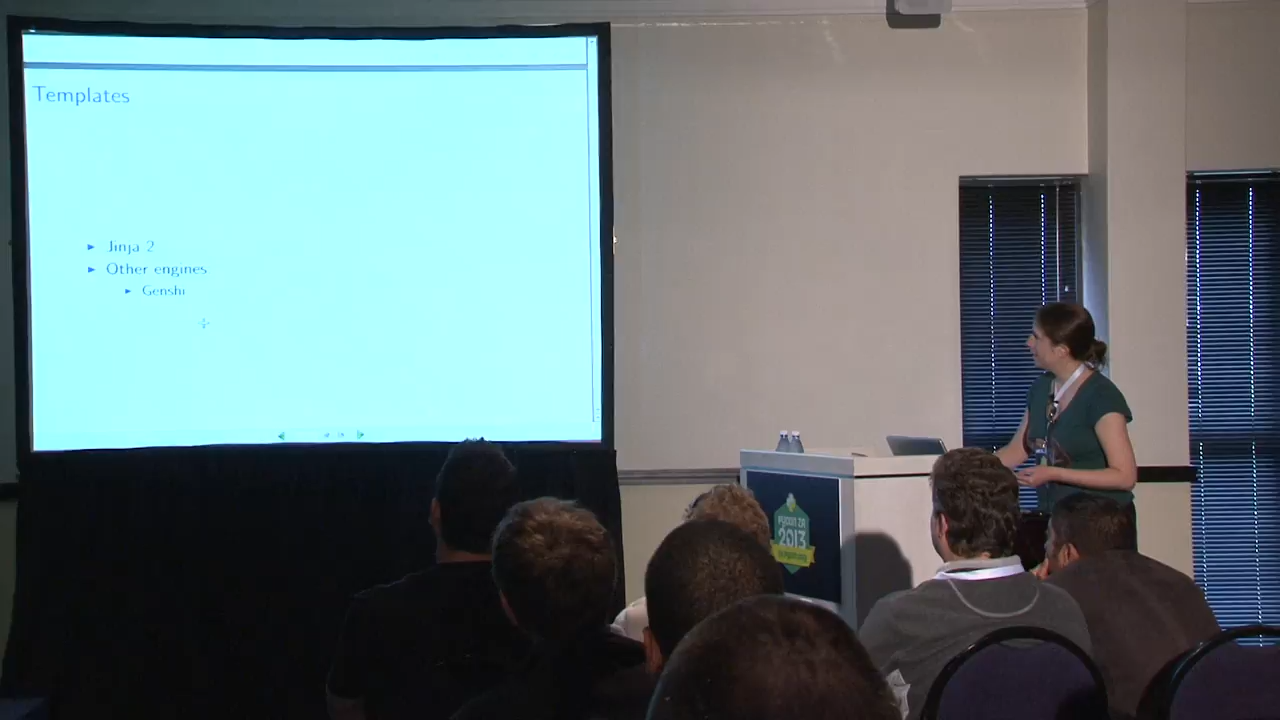 Templates
Jinja 2
Other engines
Genshi
PYCON ZA
2013